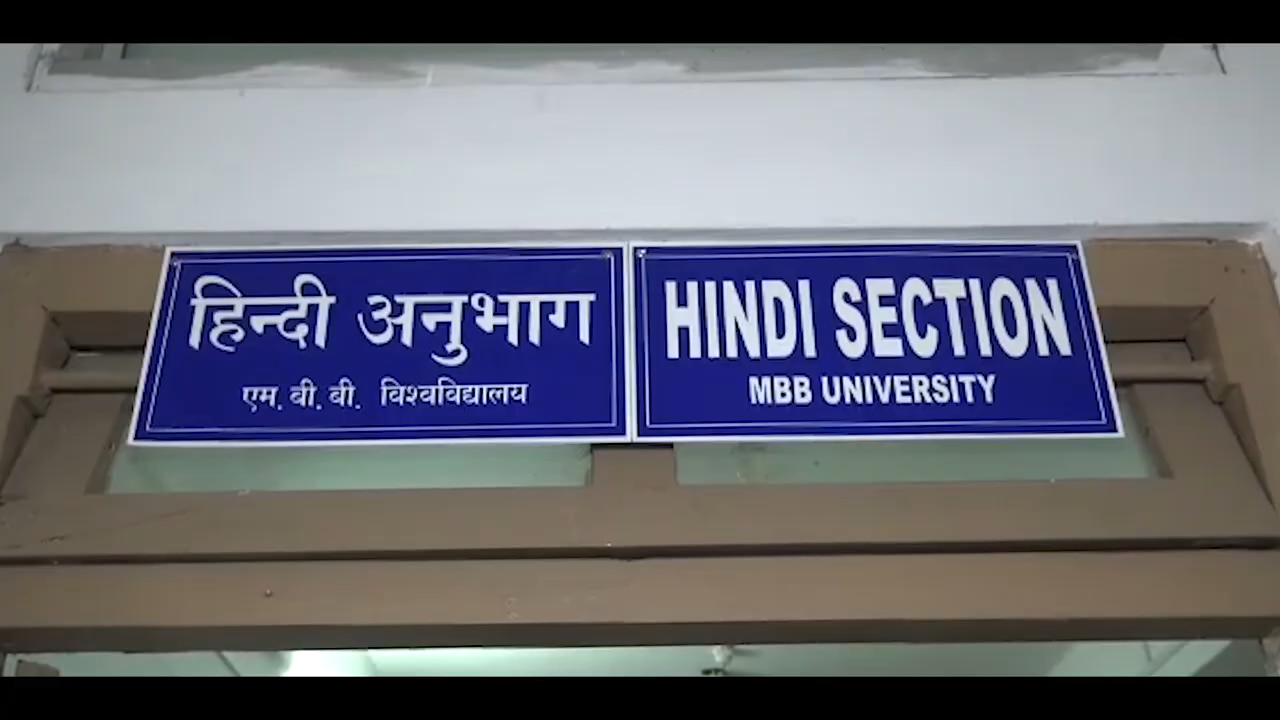 हिन्दी अनुभाग
एम. बी. बी. विश्वविद्यालय
HINDI SECTION
MBB UNIVERSITY